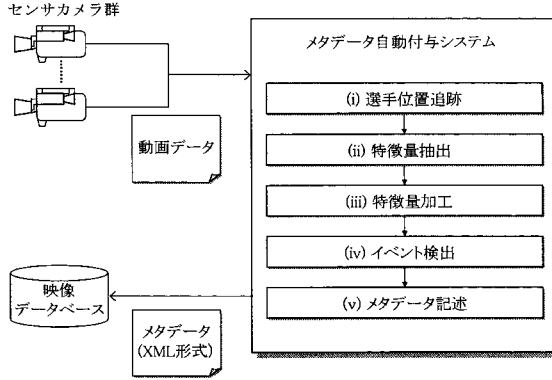 センサカメラ群
メタデータ自動付与システム
(i) 選手位置追跡
動画データ
(ii) 特徴量抽出
(iii) 特徴量加工
(iv) イベント検出
(v) メタデータ記述
映像
データベース
メタデータ
(XML形式)